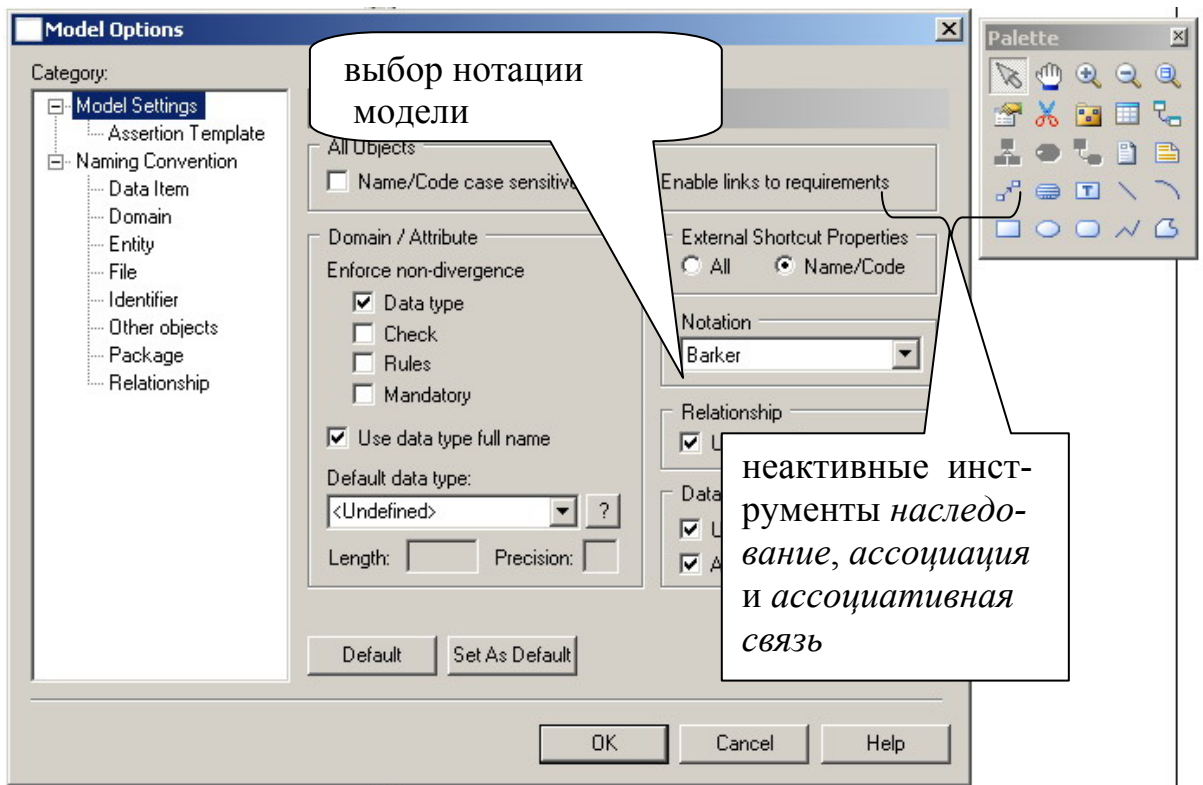 Model Options
Palette
выбор нотации
модели
Category:
Model Settings
Assertion Template
Naming Convention
Data Item
Domain
Entity
File
Identifier
Other objects
Package
Relationship
All Objects
Name/Code case sensitive
Enable links to requirements
Domain / Attribute
Enforce non-divergence
Data type
Check
Rules
Mandatory
Use data type full name
Default data type:
<Undefined>
?
Length:
Precision:
External Shortcut Properties
All
Name/Code
Notation
Barker
Relationship
U
Data
U
A
неактивные инст-
рументы наследо-
вание, ассоциация
и ассоциативная
связь
Default
Set As Default
OK
Cancel
Help